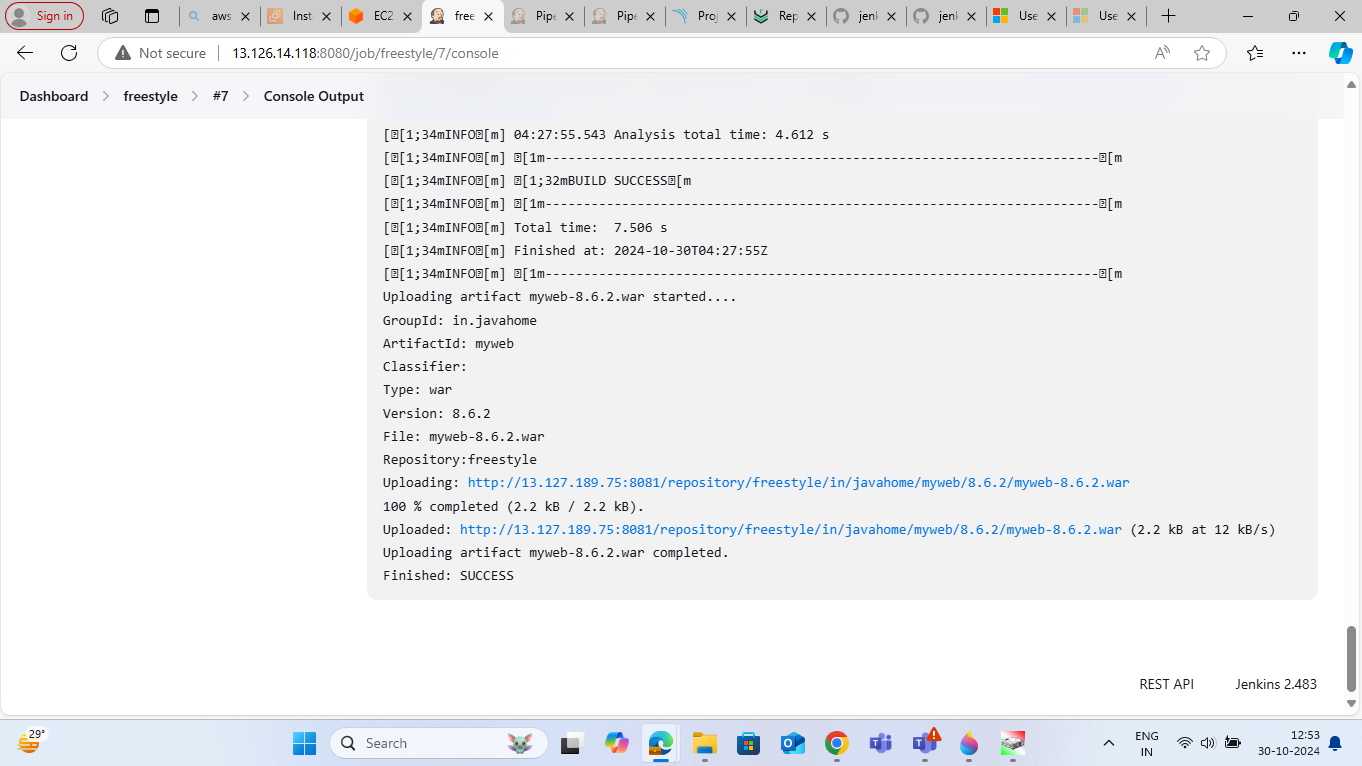 Sign in
aws
Inst
EC2
free
Pipe
Pipe
Proj
Rep
jenk
jenk
Use
Use
Not secure
13.126.14.118:8080/job/freestyle/7/console
Dashboard
freestyle
#7
Console Output
[[1;34mINFO[m] 04:27:55.543 Analysis total time: 4.612 s
[[1;34mINFO[m] [1m------------------------------------------------------------------------[m
[[1;34mINFO[m] [1;32mBUILD SUCCESS[m
[[1;34mINFO[m] [1m------------------------------------------------------------------------[m
[[1;34mINFO[m] Total time:  7.506 s
[[1;34mINFO[m] Finished at: 2024-10-30T04:27:55Z
[[1;34mINFO[m] [1m------------------------------------------------------------------------[m
Uploading artifact myweb-8.6.2.war started....
GroupId: in.javahome
ArtifactId: myweb
Classifier:
Type: war
Version: 8.6.2
File: myweb-8.6.2.war
Repository:freestyle
Uploading: http://13.127.189.75:8081/repository/freestyle/in/javahome/myweb/8.6.2/myweb-8.6.2.war
100 % completed (2.2 kB / 2.2 kB).
Uploaded: http://13.127.189.75:8081/repository/freestyle/in/javahome/myweb/8.6.2/myweb-8.6.2.war (2.2 kB at 12 kB/s)
Uploading artifact myweb-8.6.2.war completed.
Finished: SUCCESS
REST API
Jenkins 2.483
29°
Search
ENG
IN
12:53
30-10-2024